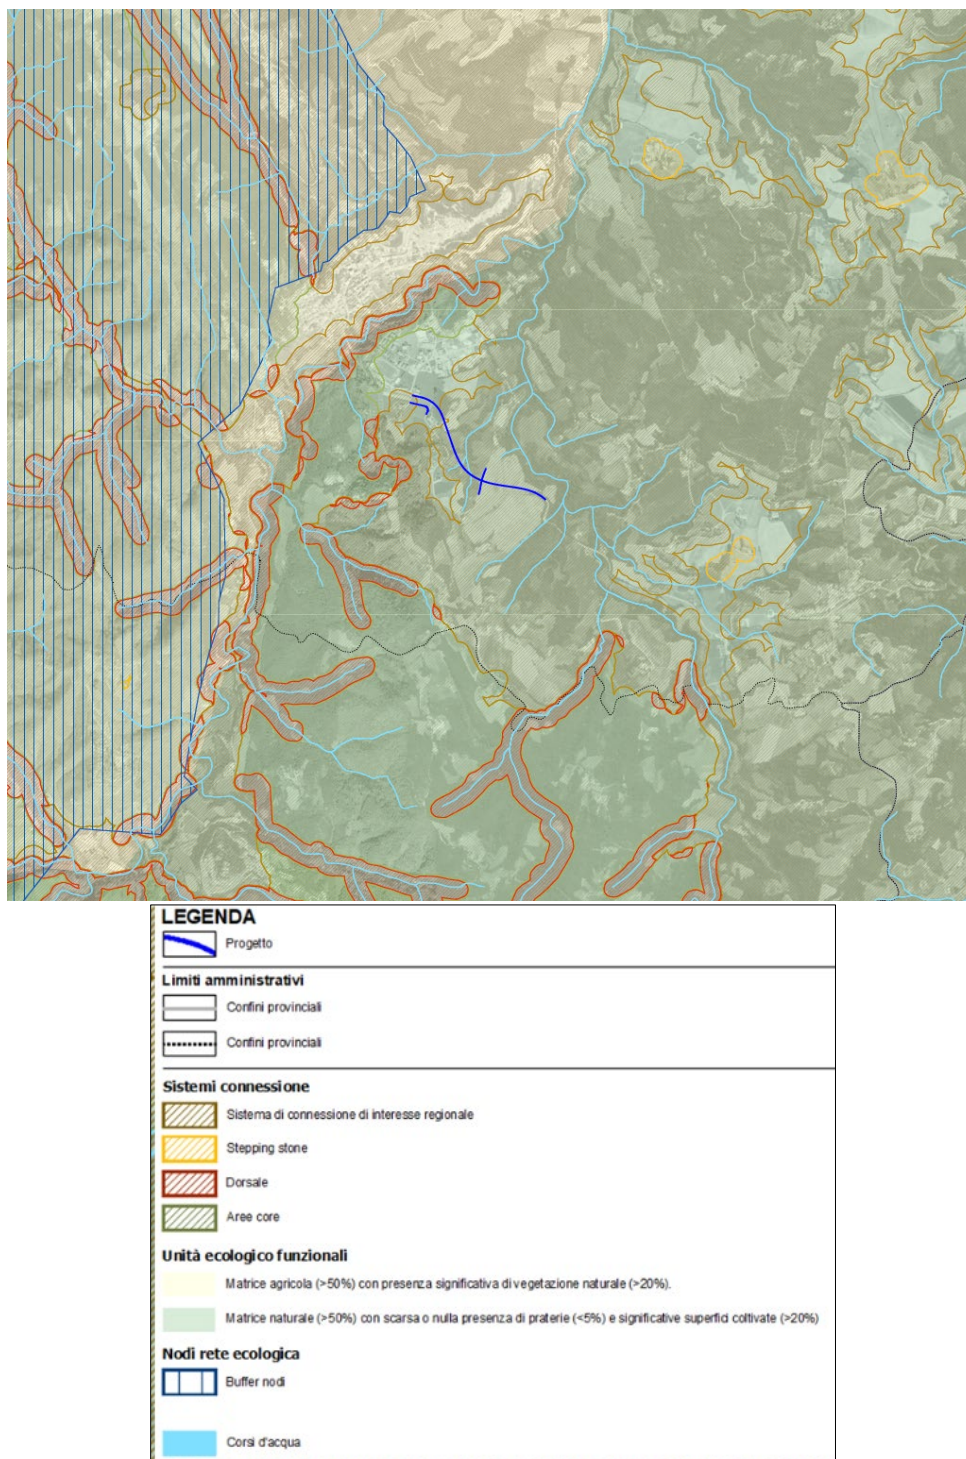 LEGENDA
Progetto
Limiti amministrativi
Confini provinciali
Confini provinciali
Sistemi connessione
Sistema di connessione di interesse regionale
Stepping stone
Dorsale
Aree core
Unità ecologico funzionali
Matrice agricola (>50%) con presenza significativa di vegetazione naturale (>20%).
Matrice naturale (>50%) con scarsa o nulla presenza di praterie (<5%) e significative superfici coltivate (>20%)
Nodi rete ecologica
Buffer nodi
Corsi d'acqua